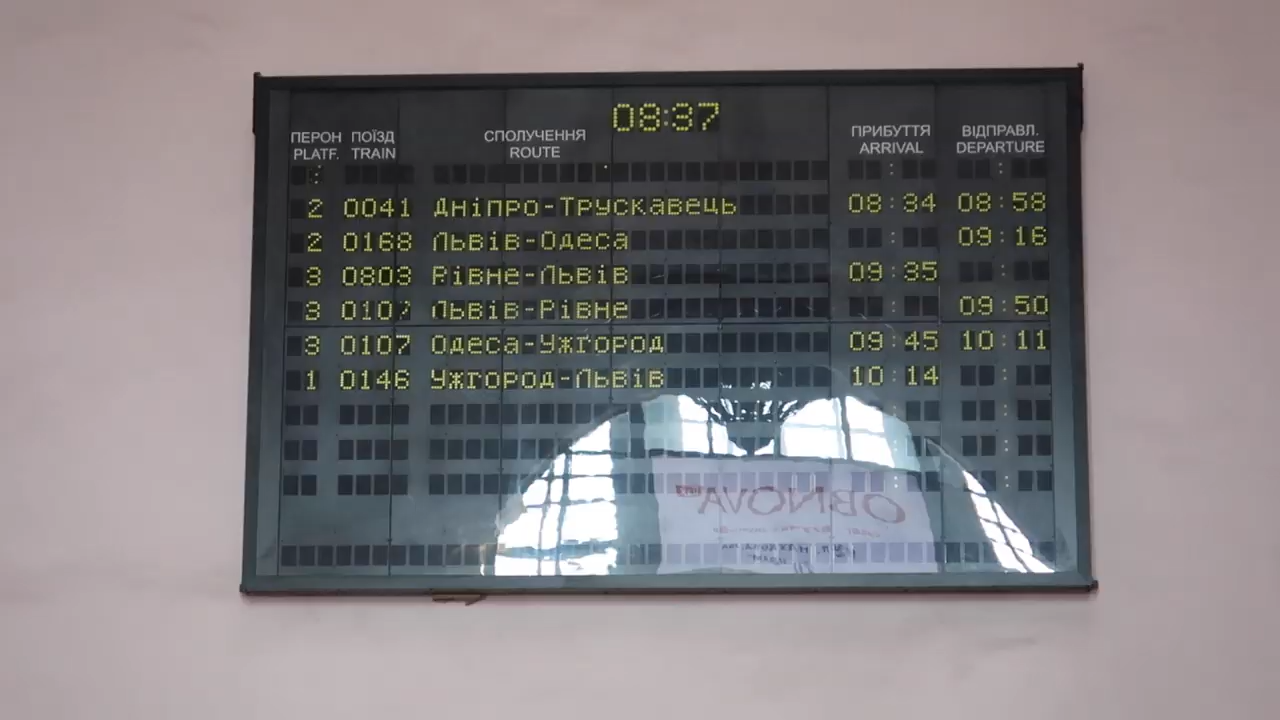 08:37
ПЕРОН ПОЇЗД СПОЛУЧЕННЯ ПРИБУТТЯ ВІДПРАВЛ.
PLATF. TRAIN ROUTE ARRIVAL DEPARTURE
2 0041 Дніпро-Трускавець 08:34 08:58
2 0168 Львів-Одеса 09:16
3 0803 Рівне-Львів 09:35
3 0107 Львів-Рівне 09:50
3 0107 Одеса-Ужгород 09:45 10:11
1 0146 Ужгород-Львів 10:14
OBNOVA